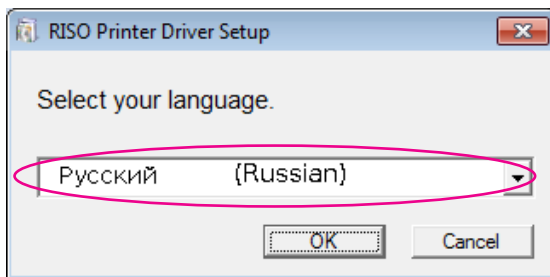 RISO Printer Driver Setup
Select your language.
Русский (Russian)
OK Cancel